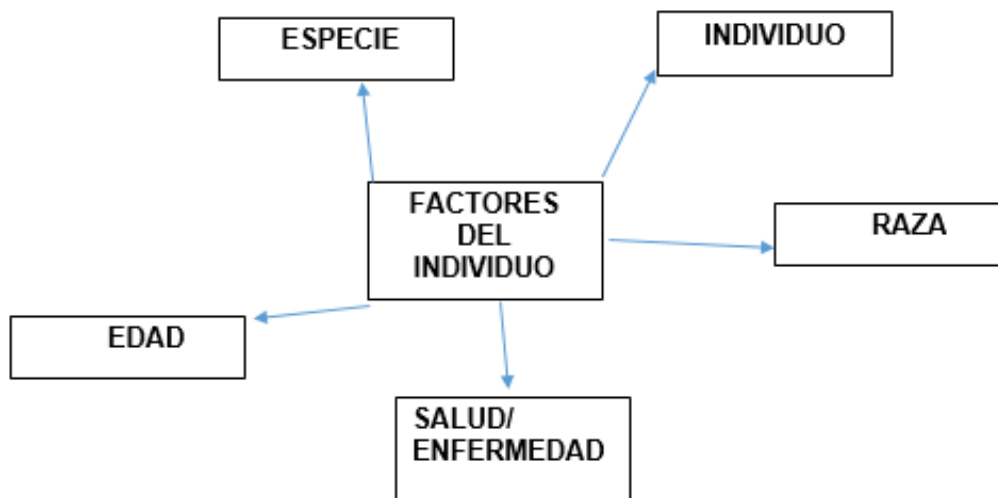 ESPECIE
INDIVIDUO
FACTORES
DEL
INDIVIDUO
RAZA
EDAD
SALUD/
ENFERMEDAD